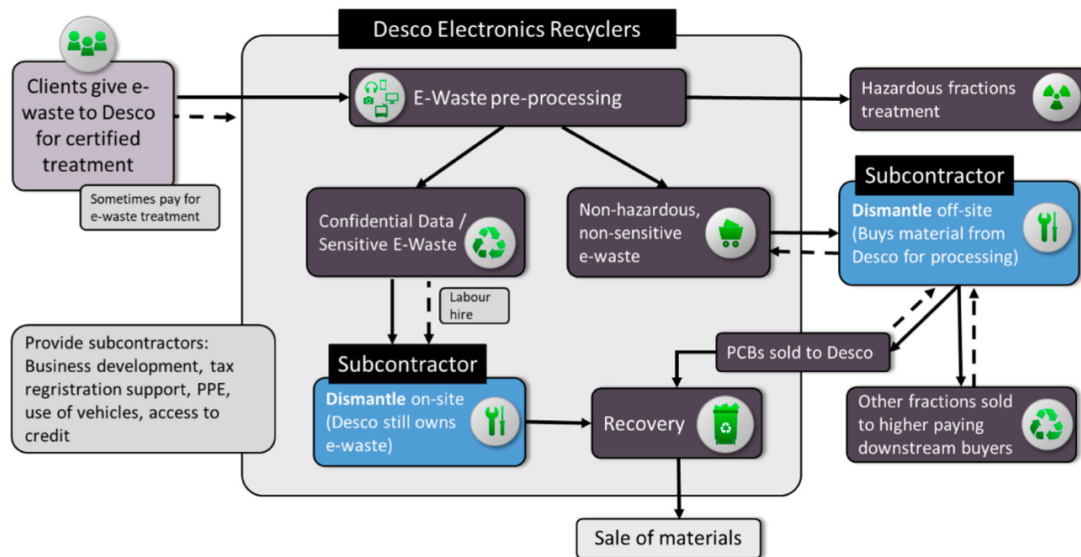 Desco Electronics Recyclers
Clients give e-
waste to Desco
for certified
treatment
Sometimes pay for
e-waste treatment
E-Waste pre-processing
Hazardous fractions
treatment
Confidential Data /
Sensitive E-Waste
Non-hazardous,
non-sensitive
e-waste
Subcontractor
Dismantle off-site
(Buys material from
Desco for processing)
Labour
hire
Provide subcontractors:
Business development, tax
regristration support, PPE,
use of vehicles, access to
credit
Subcontractor
Dismantle on-site
(Desco still owns
e-waste)
PCBs sold to Desco
Recovery
Other fractions sold
to higher paying
downstream buyers
Sale of materials